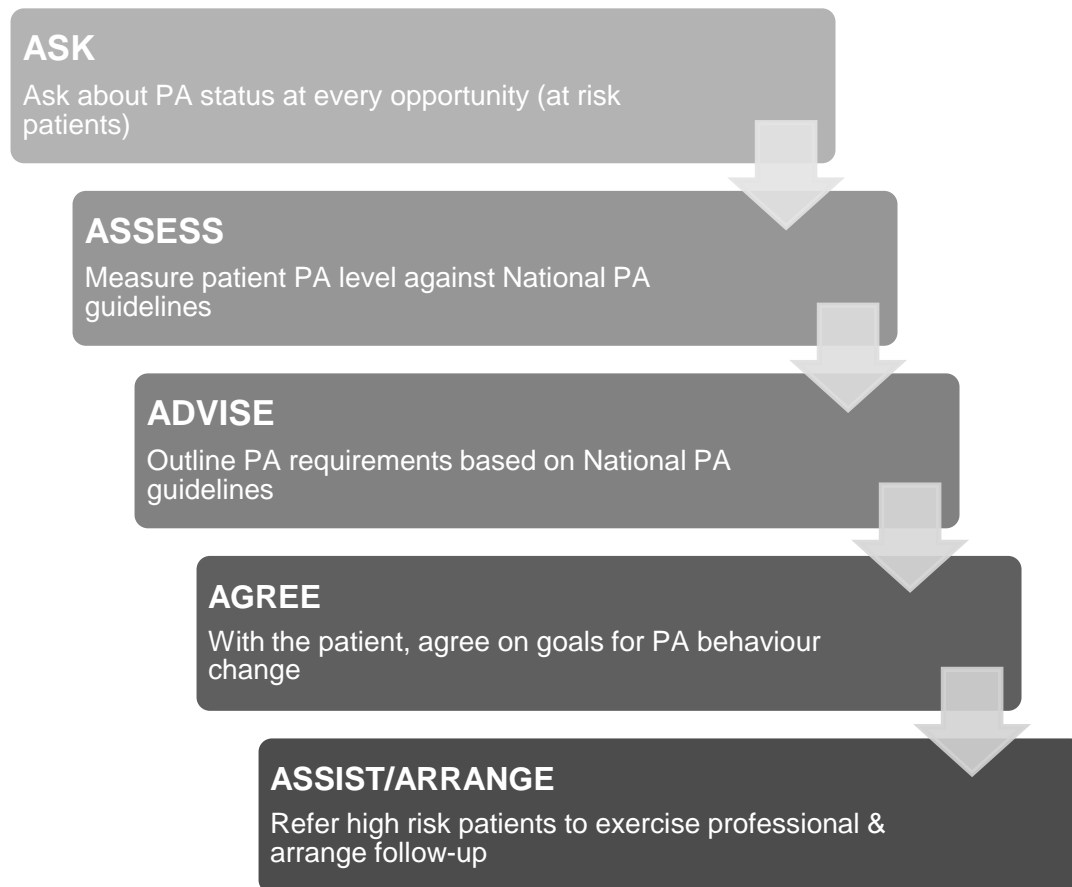 ASK
Ask about PA status at every opportunity (at risk
patients)
ASSESS
Measure patient PA level against National PA
guidelines
ADVISE
Outline PA requirements based on National PA
guidelines
AGREE
With the patient, agree on goals for PA behaviour
change
ASSIST/ARRANGE
Refer high risk patients to exercise professional &
arrange follow-up